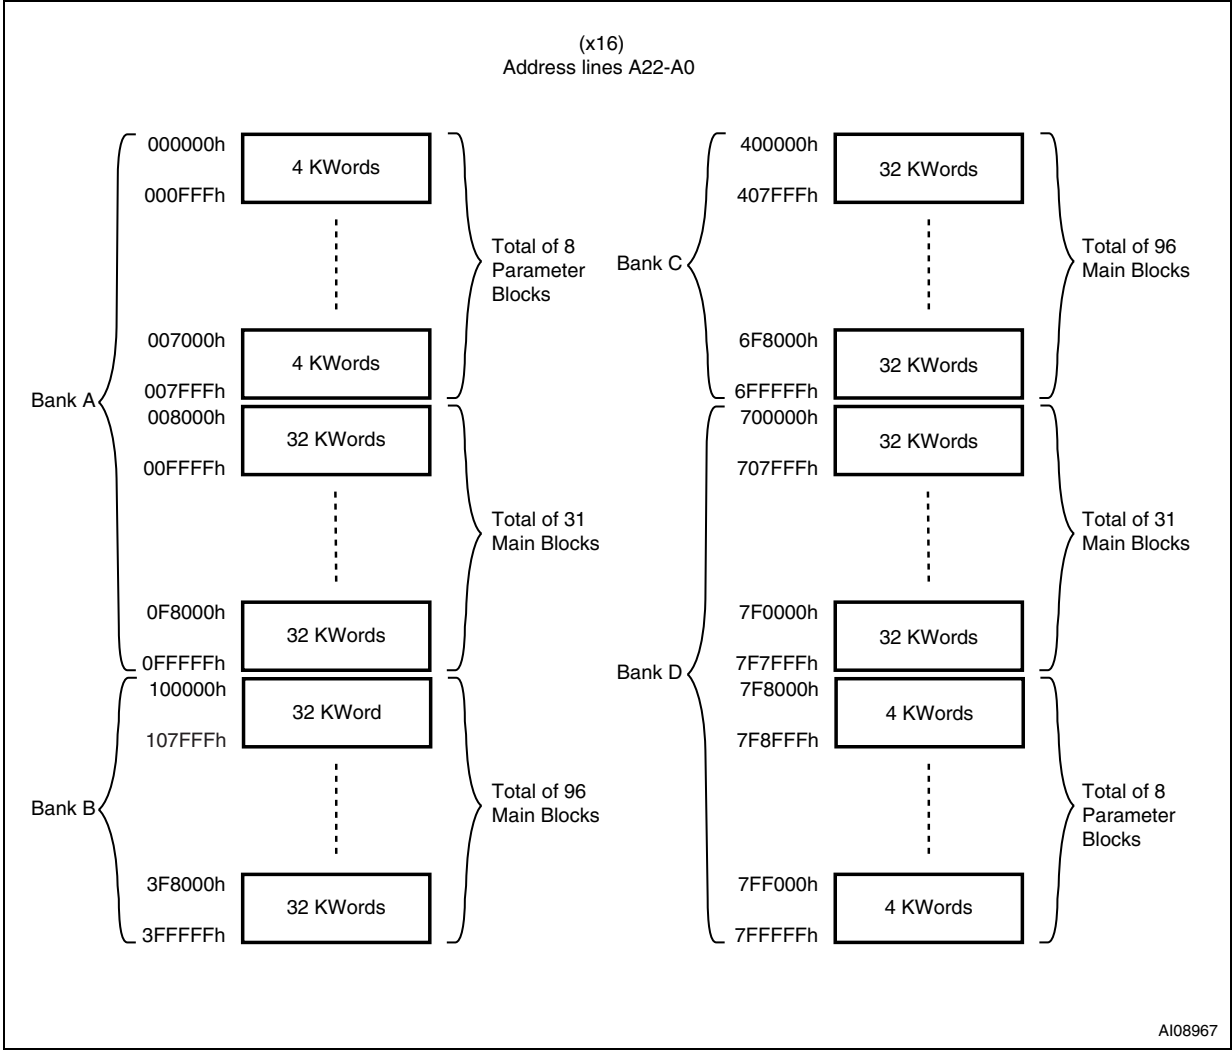 (x16)
Address lines A22-A0
Bank A
000000h
4 KWords
000FFFh
Total of 8
Parameter
Blocks
007000h
4 KWords
007FFFh
008000h
32 KWords
00FFFFh
Total of 31
Main Blocks
0F8000h
32 KWords
0FFFFFh
Bank B
100000h
32 KWord
107FFFh
Total of 96
Main Blocks
3F8000h
32 KWords
3FFFFFh
Bank C
400000h
32 KWords
407FFFh
Total of 96
Main Blocks
6F8000h
32 KWords
6FFFFFh
Bank D
700000h
32 KWords
707FFFh
Total of 31
Main Blocks
7F0000h
32 KWords
7F7FFFh
7F8000h
4 KWords
7F8FFFh
Total of 8
Parameter
Blocks
7FF000h
4 KWords
7FFFFFh
AI08967